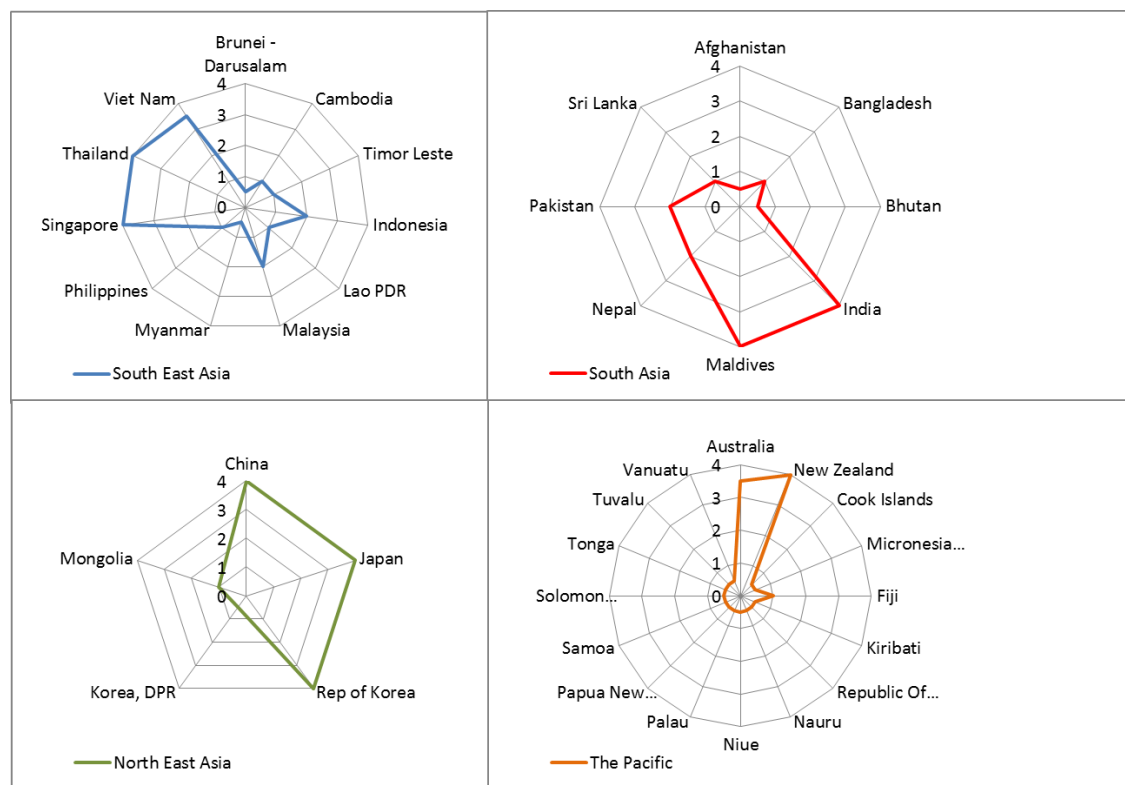 Brunei -
Darusalam
Cambodia
Timor Leste
Indonesia
Lao PDR
Malaysia
Myanmar
Philippines
Singapore
Thailand
Viet Nam
4
3
2
1
0
South East Asia
Afghanistan
Bangladesh
Bhutan
India
Maldives
Nepal
Pakistan
Sri Lanka
4
3
2
1
0
South Asia
China
Japan
Rep of Korea
Korea, DPR
Mongolia
4
3
2
1
0
North East Asia
Australia
New Zealand
Cook Islands
Micronesia...
Fiji
Kiribati
Republic Of...
Nauru
Niue
Palau
Papua New...
Samoa
Solomon...
Tonga
Tuvalu
Vanuatu
4
3
2
1
0
The Pacific